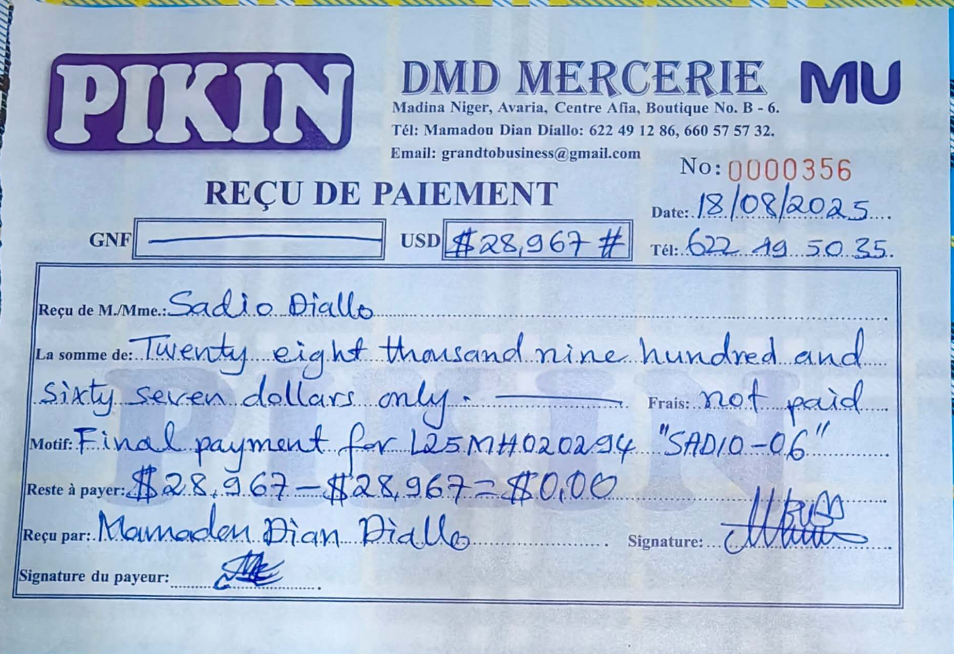 PIKIN
DMD MERCERIE
MU
Madina Niger, Avaria, Centre Afia, Boutique No. B - 6.
Tél: Mamadou Dian Diallo: 622 49 12 86, 660 57 57 32.
Email: grandtobusiness@gmail.com
No: 0000356
REÇU DE PAIEMENT
Date: 18/08/2025
GNF
USD $28,967 #
Tél: 622 49 50 35.
Reçu de M./Mme.: Sadio Diallo
La somme de: Twenty eight thousand nine hundred and
sixty seven dollars only. Frais: not paid
Motif: Final payment for L25MH020294 "SADIO-06"
Reste à payer: $28,967 - $28,967 = $0,00
Reçu par: Mamadou Dian Diallo Signature:
Signature du payeur:
PIKIN